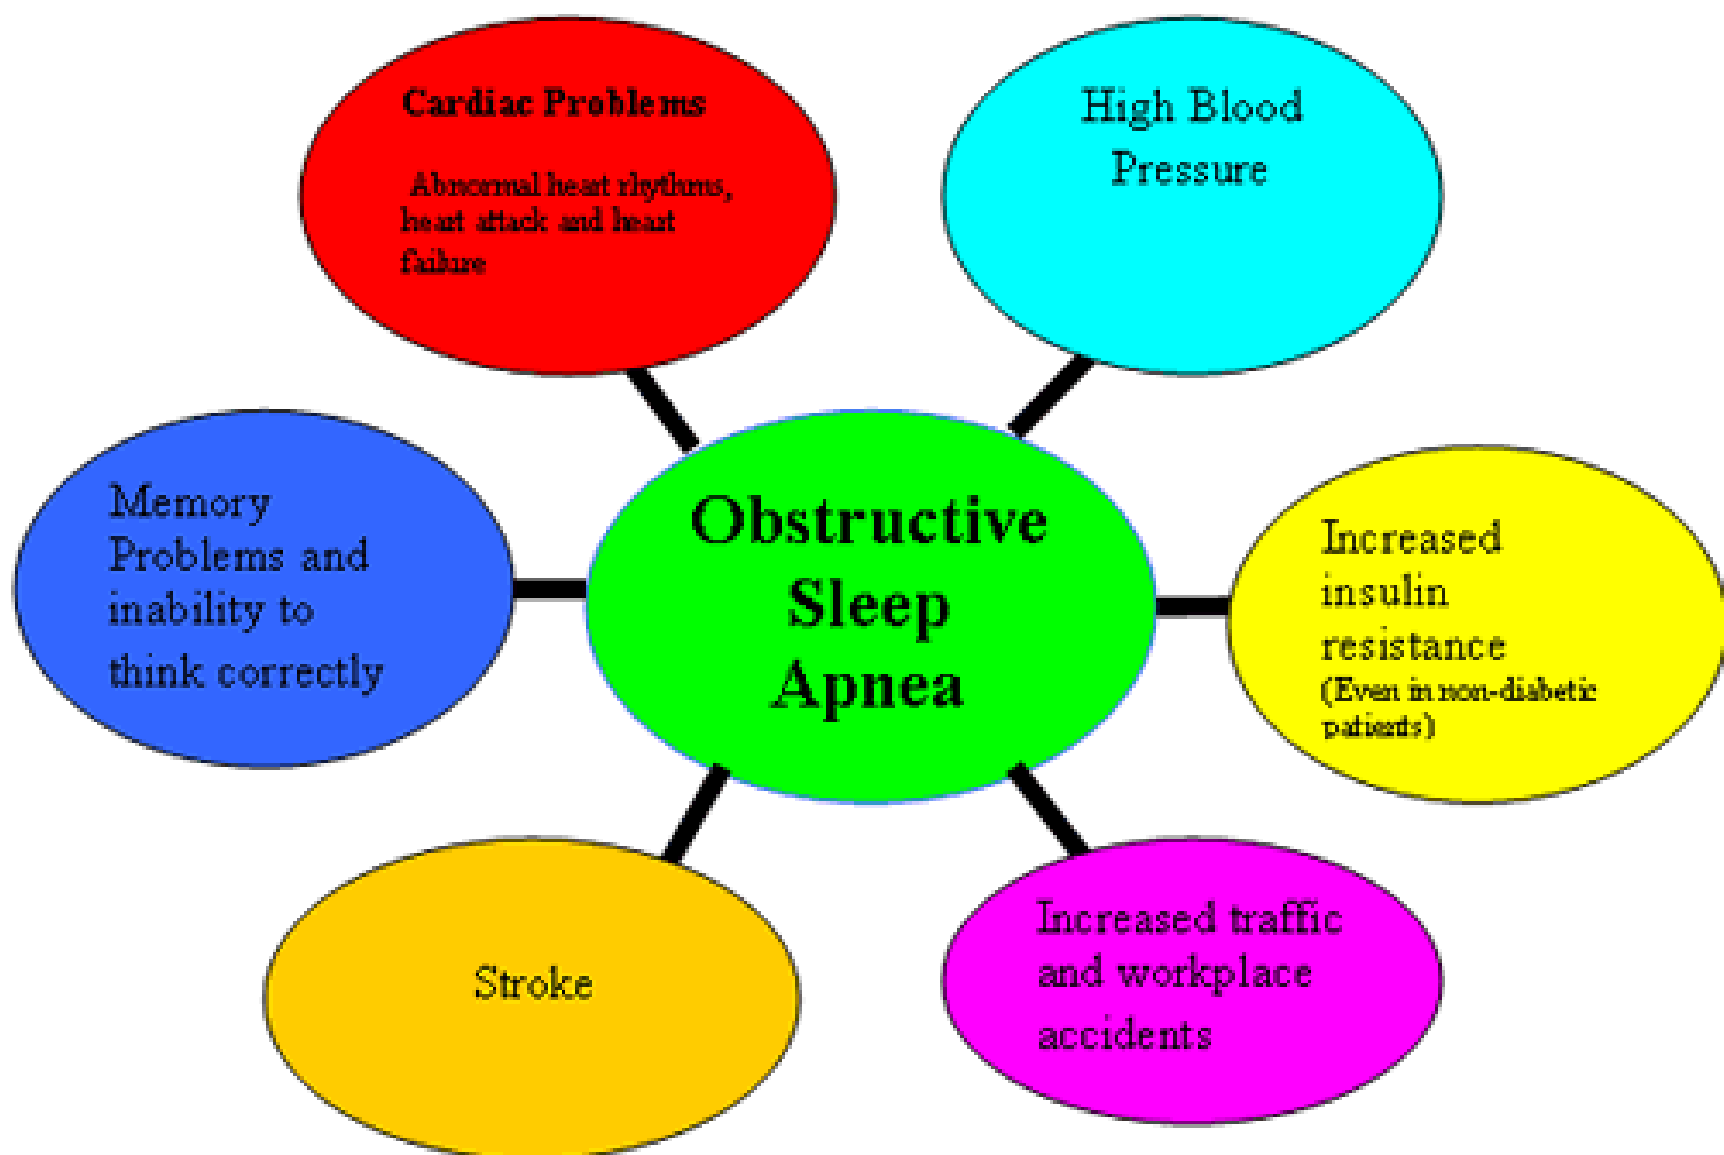 Cardiac Problems
Abnormal heart rhythms,
heart attack and heart
failure
High Blood
Pressure
Memory
Problems and
inability to
think correctly
Obstructive
Sleep
Apnea
Increased
insulin
resistance
(Even in non-diabetic
patients)
Stroke
Increased traffic
and workplace
accidents